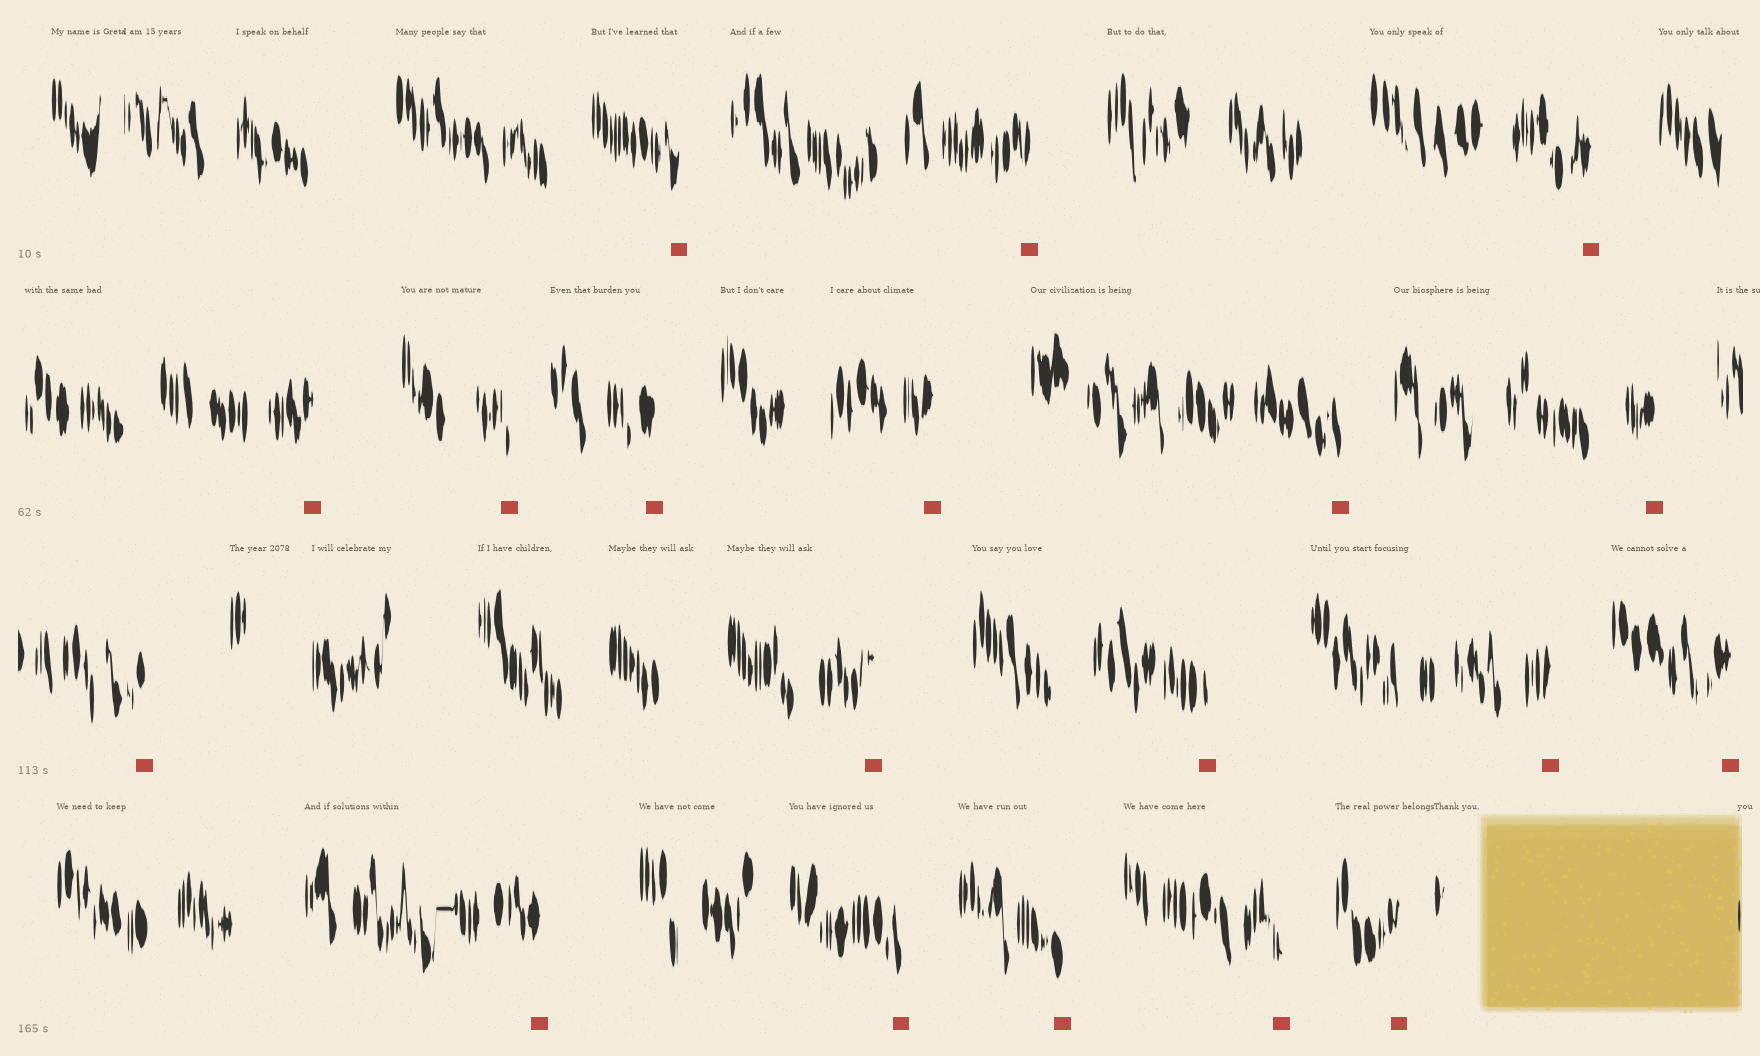 My name is Greta I am 15 years I speak on behalf Many people say that But I've learned that And if a few But to do that, You only speak of You only talk about
10 s
with the same bad You are not mature Even that burden you But I don't care I care about climate Our civilization is being Our biosphere is being It is the su
62 s
The year 2078 I will celebrate my If I have children, Maybe they will ask Maybe they will ask You say you love Until you start focusing We cannot solve a
113 s
We need to keep And if solutions within We have not come You have ignored us We have run out We have come here The real power belongs Thank you. you
165 s